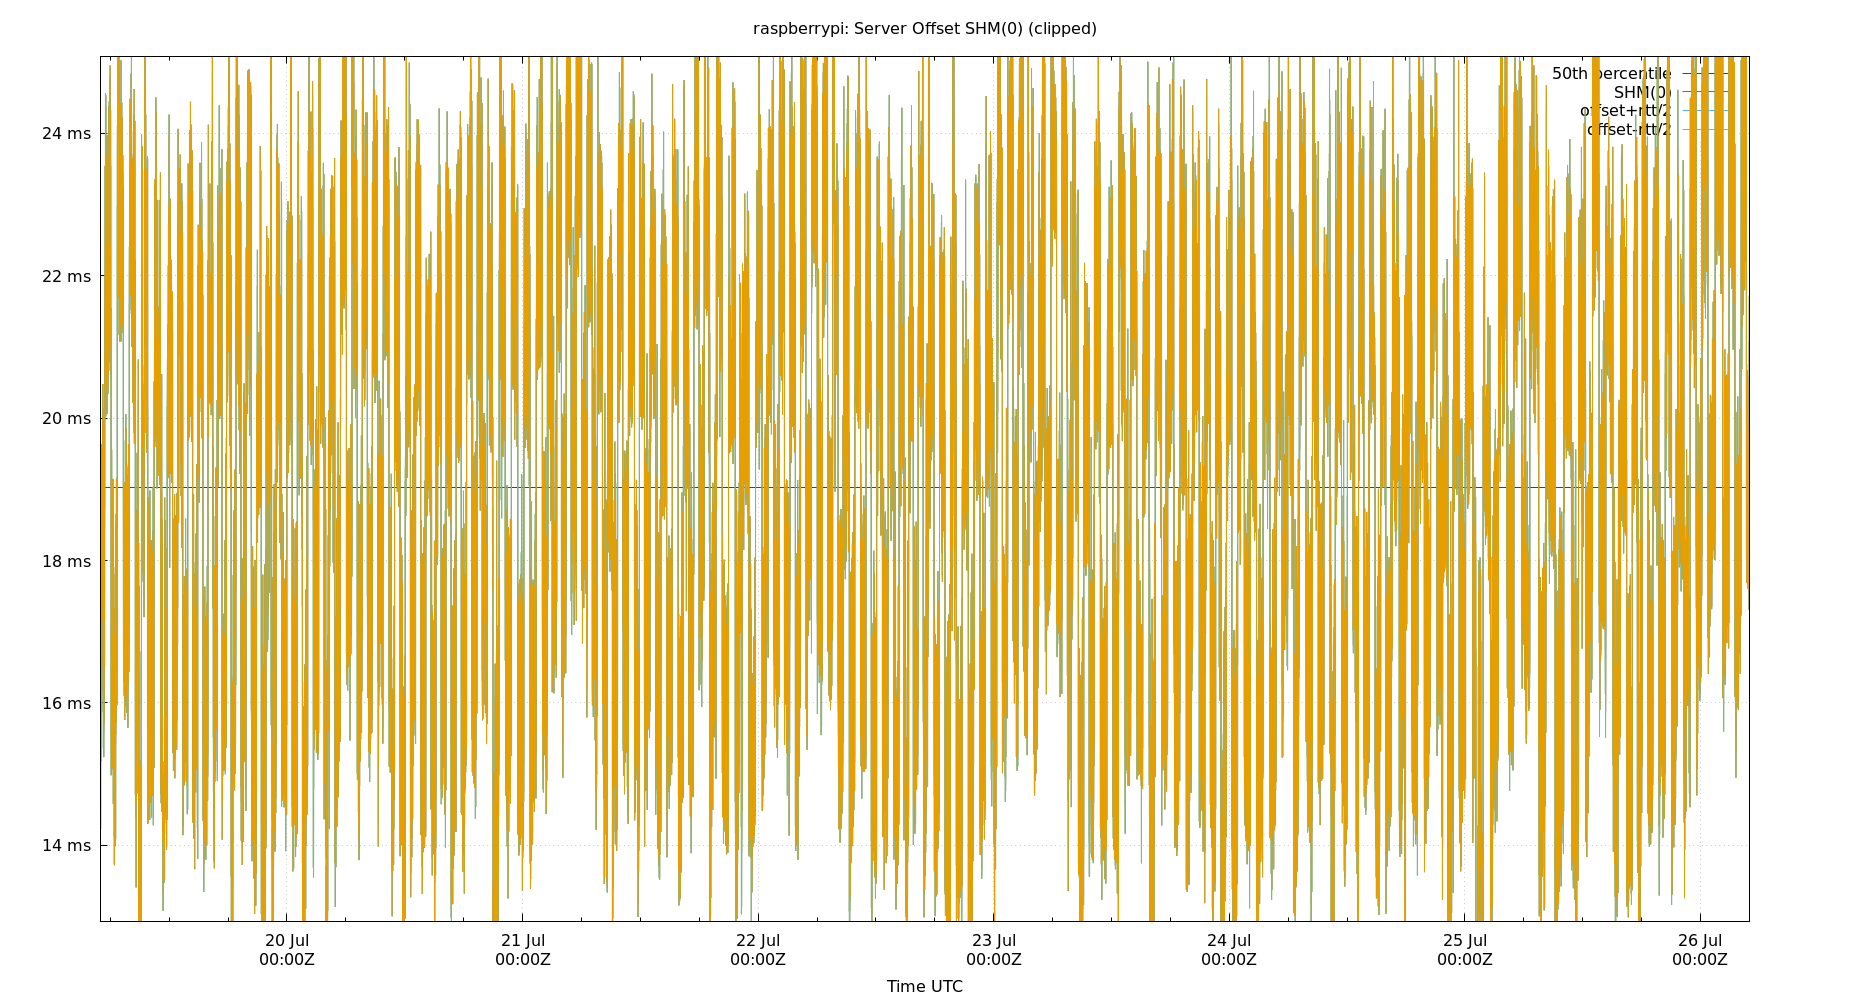 raspberrypi: Server Offset SHM(0) (clipped)
50th percentile
SHM(0)
offset+rtt/2
offset-rtt/2
24 ms
22 ms
20 ms
18 ms
16 ms
14 ms
20 Jul 21 Jul 22 Jul 23 Jul 24 Jul 25 Jul 26 Jul
00:00Z 00:00Z 00:00Z 00:00Z 00:00Z 00:00Z 00:00Z
Time UTC